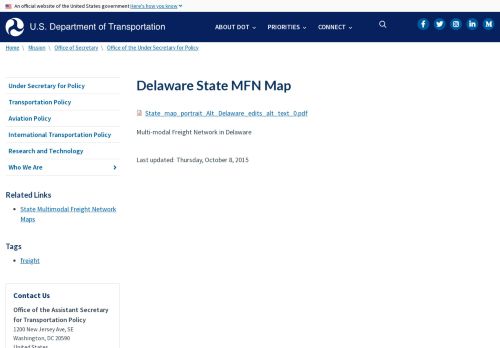 An official website of the United States government Here's how you know
U.S. Department of Transportation
ABOUT DOT
PRIORITIES
CONNECT
Home \ Mission \ Office of Secretary \ Office of the Under Secretary for Policy
Under Secretary for Policy
Transportation Policy
Aviation Policy
International Transportation Policy
Research and Technology
Who We Are
Related Links
State Multimodal Freight Network
Maps
Tags
freight
Contact Us
Office of the Assistant Secretary
for Transportation Policy
1200 New Jersey Ave, SE
Washington, DC 20590
United States
Delaware State MFN Map
State_map_portrait_Alt_Delaware_edits_alt_text_0.pdf
Multi-modal Freight Network in Delaware
Last updated: Thursday, October 8, 2015